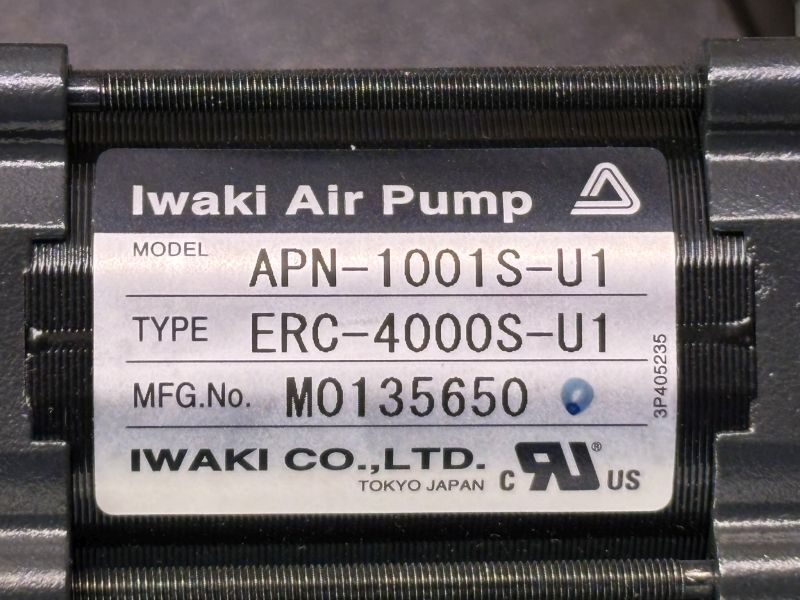 Iwaki Air Pump
MODEL APN-1001S-U1
TYPE ERC-4000S-U1
MFG.No. M0135650
3P405235
IWAKI CO.,LTD.
TOKYO JAPAN
C RU® US